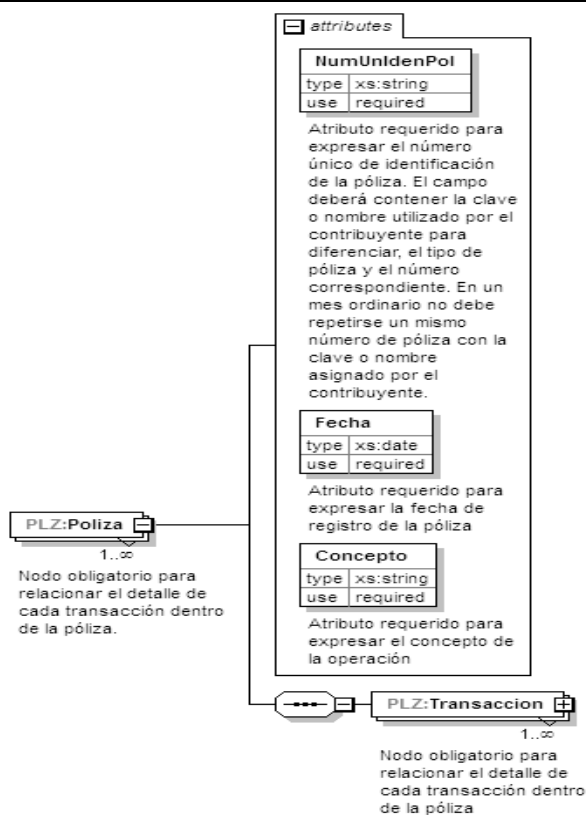 attributes
NumUnIdenPol
type xs:string
use required
Atributo requerido para
expresar el número
único de identificación
de la póliza. El campo
deberá contener la clave
o nombre utilizado por el
contribuyente para
diferenciar, el tipo de
póliza y el número
correspondiente. En un
mes ordinario no debe
repetirse un mismo
número de póliza con la
clave o nombre
asignado por el
contribuyente.
Fecha
type xs:date
use required
Atributo requerido para
expresar la fecha de
registro de la póliza
Concepto
type xs:string
use required
Atributo requerido para
expresar el concepto de
la operación
PLZ:Poliza
1..∞
Nodo obligatorio para
relacionar el detalle de
cada transacción dentro
de la póliza.
PLZ:Transaccion
1..∞
Nodo obligatorio para
relacionar el detalle de
cada transacción dentro
de la póliza